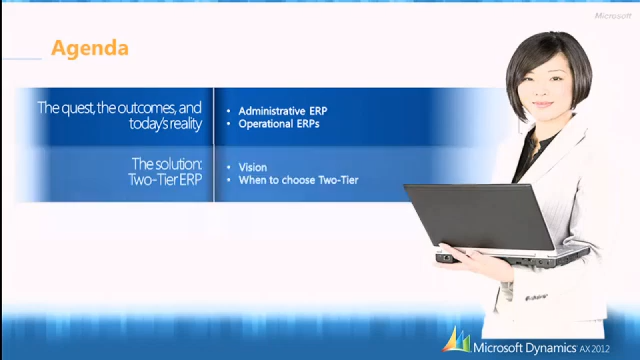 Microsoft
Agenda
The quest, the outcomes, and
today's reality
• Administrative ERP
• Operational ERPs
The solution:
Two-Tier ERP
• Vision
• When to choose Two-Tier
Microsoft Dynamics AX 2012